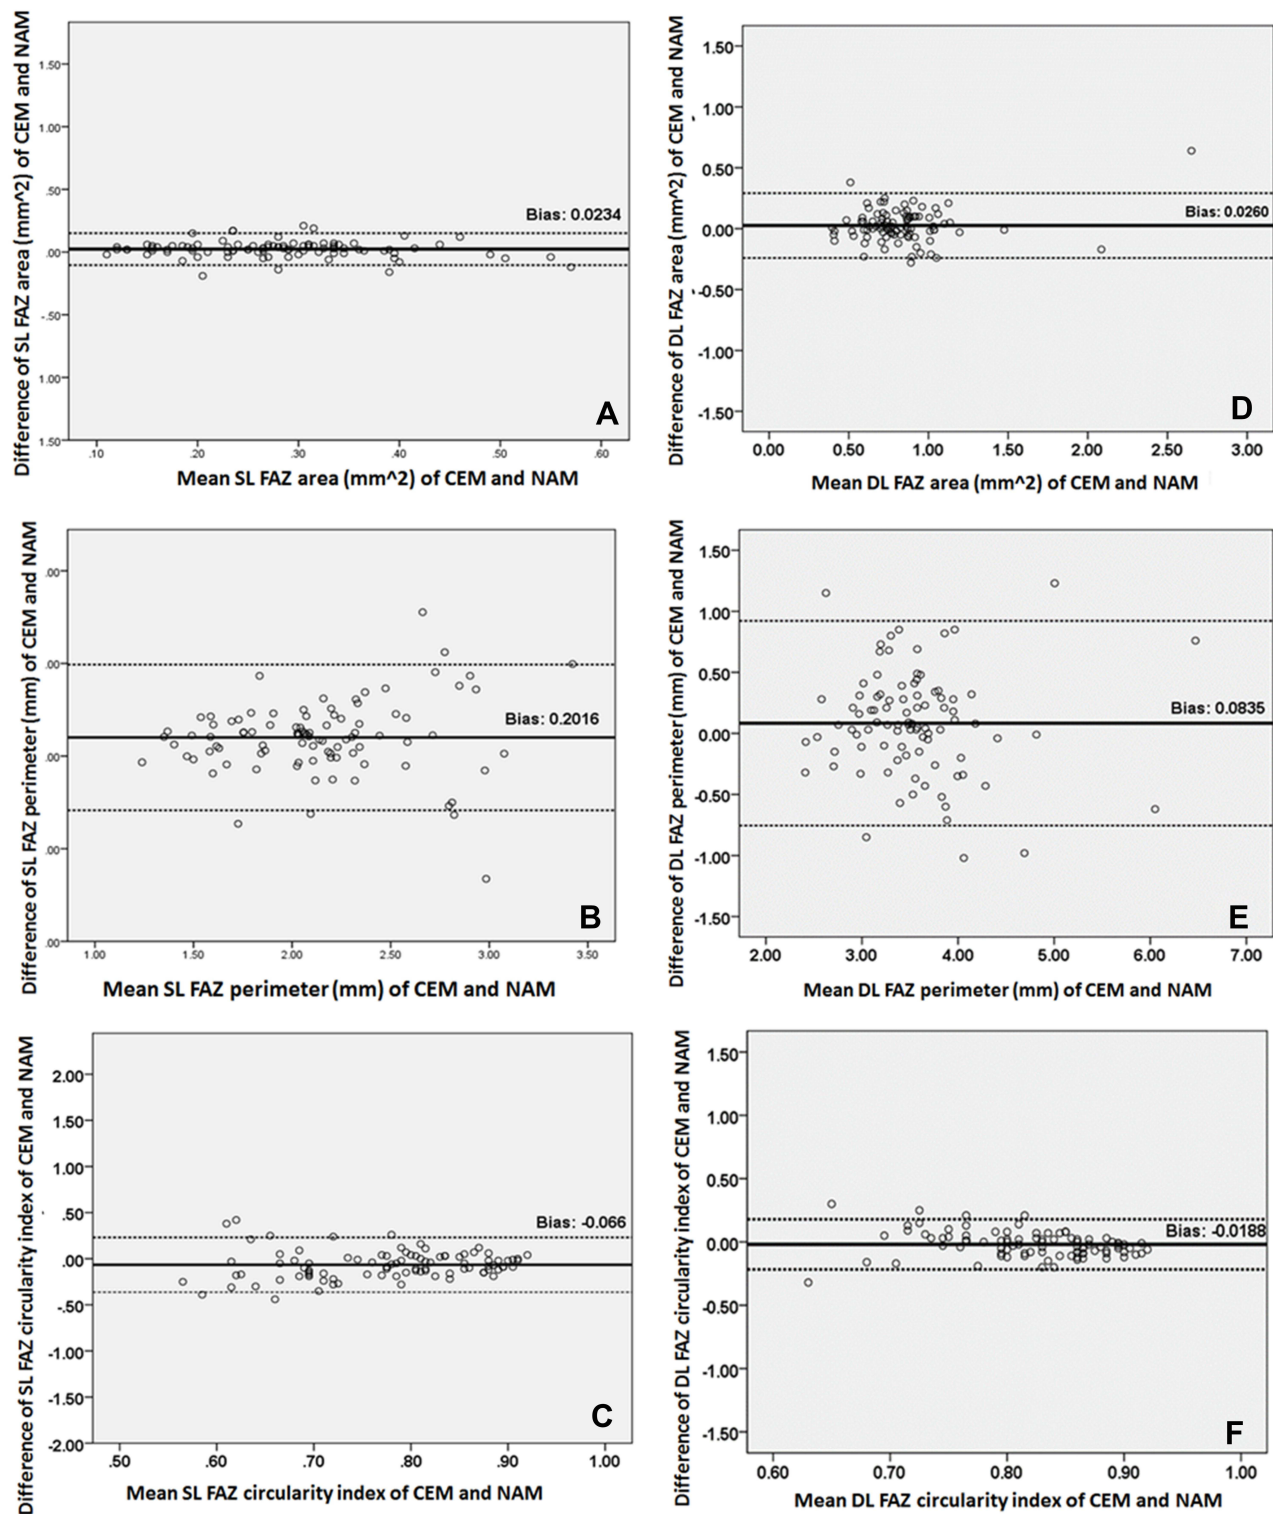 Difference of SL FAZ area (mm^2) of CEM and NAM
1.50
1.00
.50
.00
-.50
1.00
1.50
Bias: 0.0234
A
.10 .20 .30 .40 .50 .60
Mean SL FAZ area (mm^2) of CEM and NAM
Difference of DL FAZ area (mm^2) of CEM and NAM
1.50
1.00
0.50
0.00
-0.50
-1.00
-1.50
Bias: 0.0260
D
0.00 0.50 1.00 1.50 2.00 2.50 3.00
Mean DL FAZ area (mm^2) of CEM and NAM
Difference of SL FAZ perimeter (mm) of CEM and NAM
.00
.00
.00
.00
.00
Bias: 0.2016
B
1.00 1.50 2.00 2.50 3.00 3.50
Mean SL FAZ perimeter (mm) of CEM and NAM
Difference of DL FAZ perimeter (mm) of CEM and NAM
1.50
1.00
0.50
0.00
-0.50
-1.00
-1.50
Bias: 0.0835
E
2.00 3.00 4.00 5.00 6.00 7.00
Mean DL FAZ perimeter (mm) of CEM and NAM
Difference of SL FAZ circularity index of CEM and NAM
2.00
1.50
1.00
.50
.00
-.50
-1.00
-1.50
-2.00
Bias: -0.066
C
.50 .60 .70 .80 .90 1.00
Mean SL FAZ circularity index of CEM and NAM
Difference of DL FAZ circularity index of CEM and NAM
1.50
1.00
0.50
0.00
-0.50
-1.00
-1.50
Bias: -0.0188
F
0.60 0.70 0.80 0.90 1.00
Mean DL FAZ circularity index of CEM and NAM